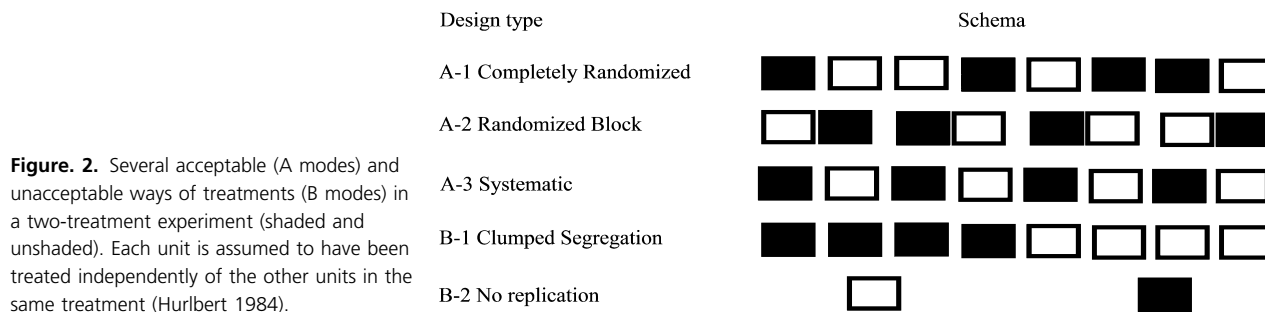 Design type Schema
A-1 Completely Randomized
A-2 Randomized Block
A-3 Systematic
B-1 Clumped Segregation
B-2 No replication
Figure. 2. Several acceptable (A modes) and
unacceptable ways of treatments (B modes) in
a two-treatment experiment (shaded and
unshaded). Each unit is assumed to have been
treated independently of the other units in the
same treatment (Hurlbert 1984).